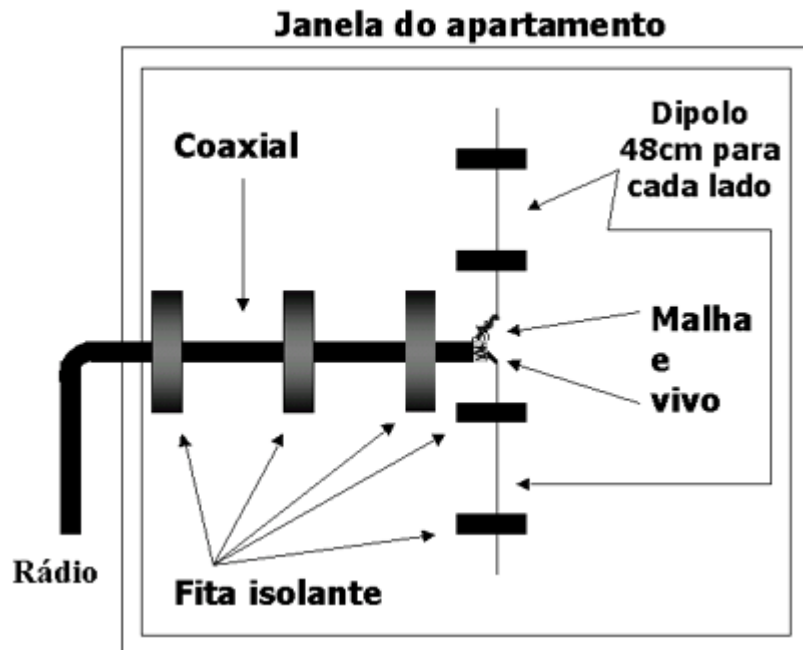 Janela do apartamento
Coaxial
Dipolo
48cm para
cada lado
Malha
e
vivo
Rádio
Fita isolante